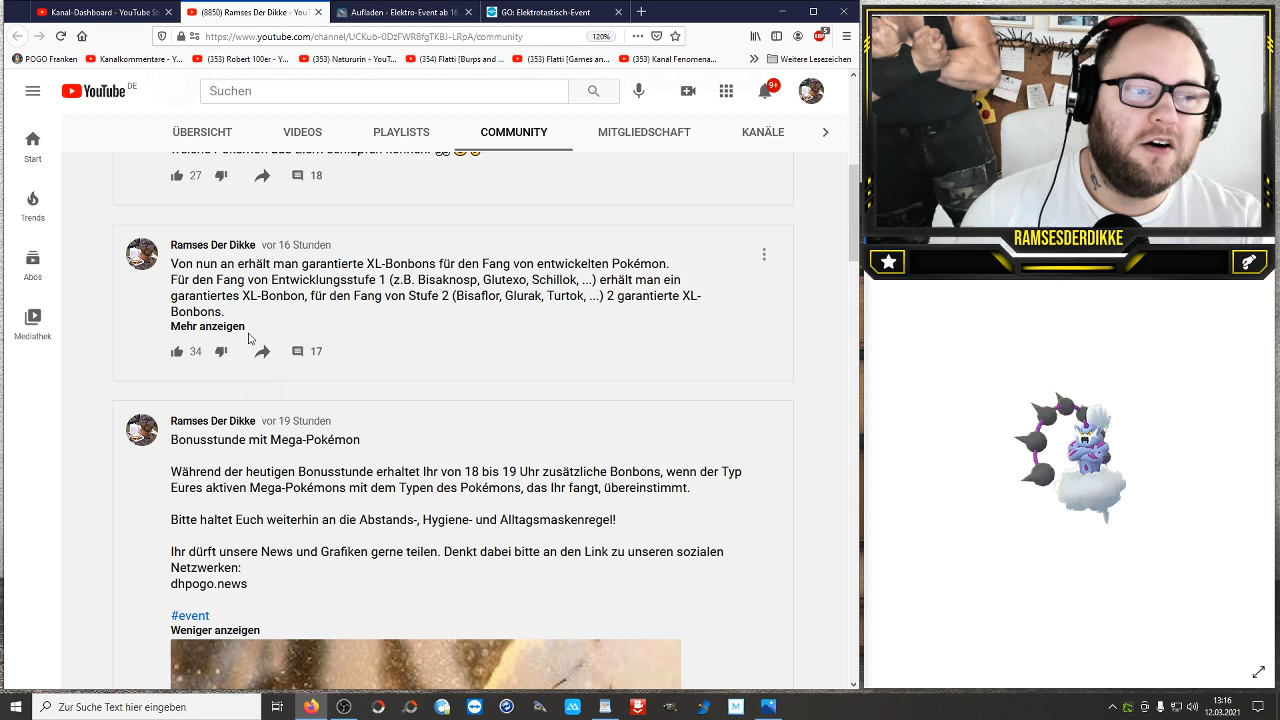 Kanal-Dashboard - YouTube St
(8850) Ramses Der Dikke - YouT
GO: Elektro-Event ab 16.
GO: Elektrisierendes Event
https://www.youtube.com
/community
120%
POGO Franken
Kanalkommentare - Y...
(353) Robert 100er - Y...
(353) Naturensöhne - Y...
(354) Flatti [Burps and ...
(353) Flatti [Games an...
(353) Kanal Fenomena...
Weitere Lesezeichen
YouTube DE
Suchen
9+
ÜBERSICHT VIDEOS PLAYLISTS COMMUNITY MITGLIEDSCHAFT KANÄLE
Start
Trends
Abos
Mediathek
27 18
Ramses Der Dikke vor 16 Stunden
Von nun an erhält man garantierte XL-Bonbons für den Fang von entwickelten Pokémon.
Für den Fang von Entwicklungsstufe 1 (z.B. Bisaknosp, Glutexo, Schillok, ...) erhält man ein
garantiertes XL-Bonbon, für den Fang von Stufe 2 (Bisaflor, Glurak, Turtok, ...) 2 garantierte XL-
Bonbons.
Mehr anzeigen
34 17
Ramses Der Dikke vor 19 Stunden
Bonusstunde mit Mega-Pokémon
Während der heutigen Bonusstunde erhaltet Ihr von 18 bis 19 Uhr zusätzliche Bonbons, wenn der Typ
Eures aktiven Mega-Pokémon mit einem Typen des Pokémons, das Ihr fangt, übereinstimmt.
Bitte haltet Euch weiterhin an die Abstands-, Hygiene- und Alltagsmaskenregel!
Ihr dürft unsere News und Grafiken gerne teilen. Denkt dabei bitte an den Link zu unseren sozialen
Netzwerken:
dhpogo.news
#event
Weniger anzeigen
RAMSESDERDIKKE
Zur Suche Text hier eingeben
13:16
12.03.2021